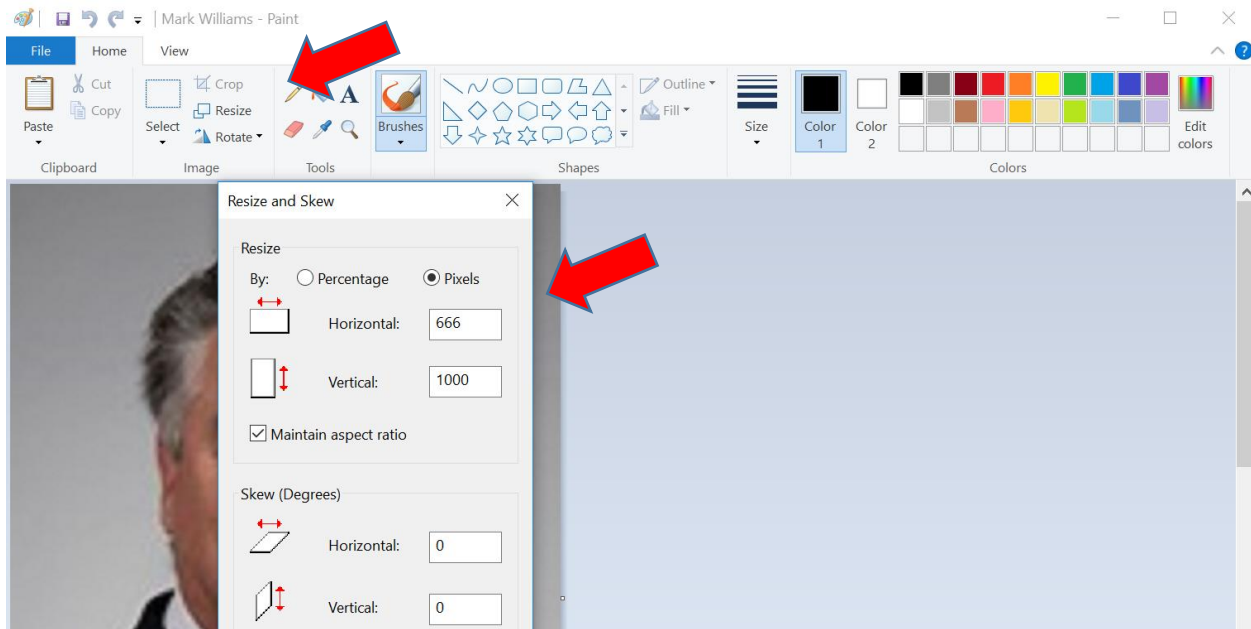 Mark Williams - Paint
File Home View
Paste
Cut
Copy
Clipboard
Select
Crop
Resize
Rotate
Image
A
Tools
Brushes
Outline
Fill
Shapes
Size
Color 1
Color 2
Edit colors
Colors
Resize and Skew
Resize
By: Percentage Pixels
Horizontal: 666
Vertical: 1000
Maintain aspect ratio
Skew (Degrees)
Horizontal: 0
Vertical: 0